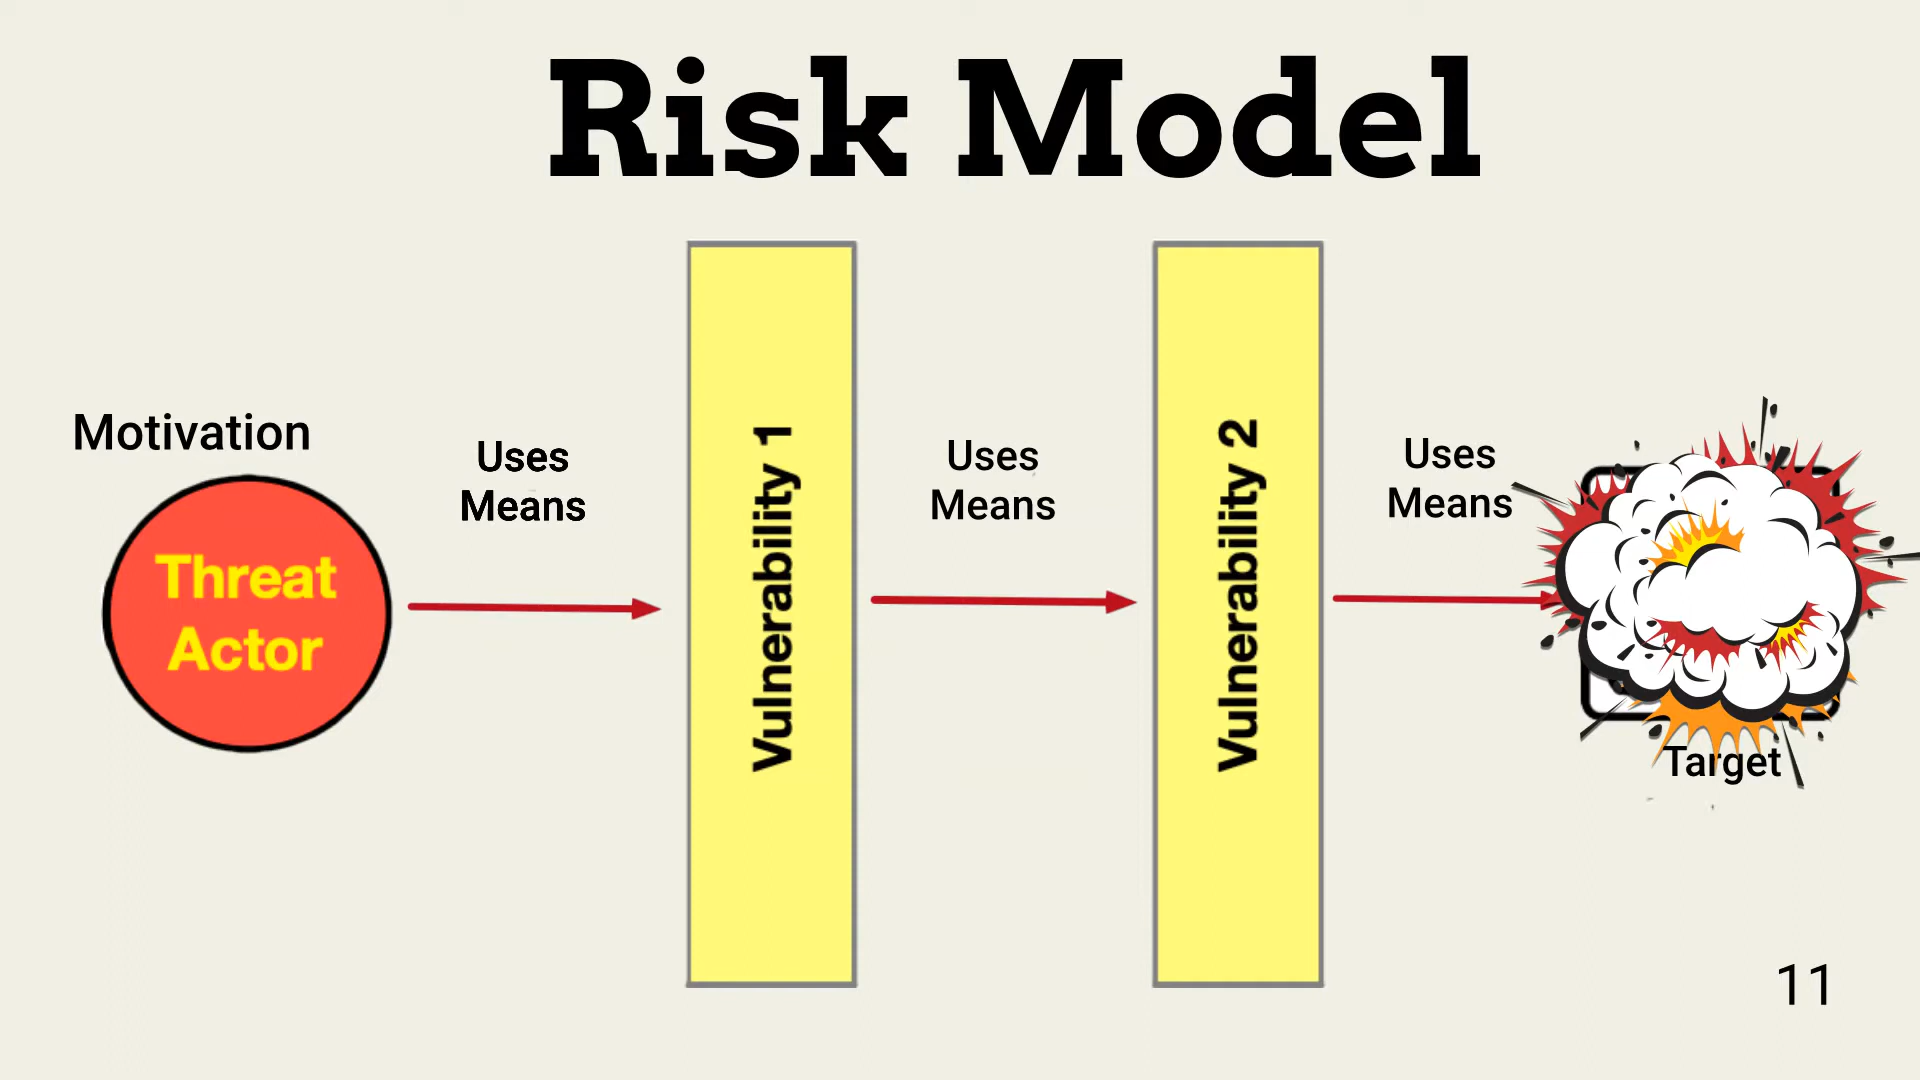 Risk Model
Motivation
Threat
Actor
Uses
Means
Vulnerability 1
Uses
Means
Vulnerability 2
Uses
Means
Target
11